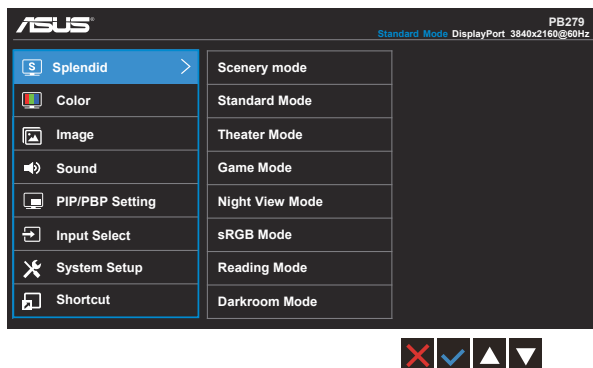 ASUS
PB279
Standard Mode DisplayPort 3840x2160@60Hz
S Splendid
Color
Image
Sound
PIP/PBP Setting
Input Select
System Setup
Shortcut
Scenery mode
Standard Mode
Theater Mode
Game Mode
Night View Mode
sRGB Mode
Reading Mode
Darkroom Mode